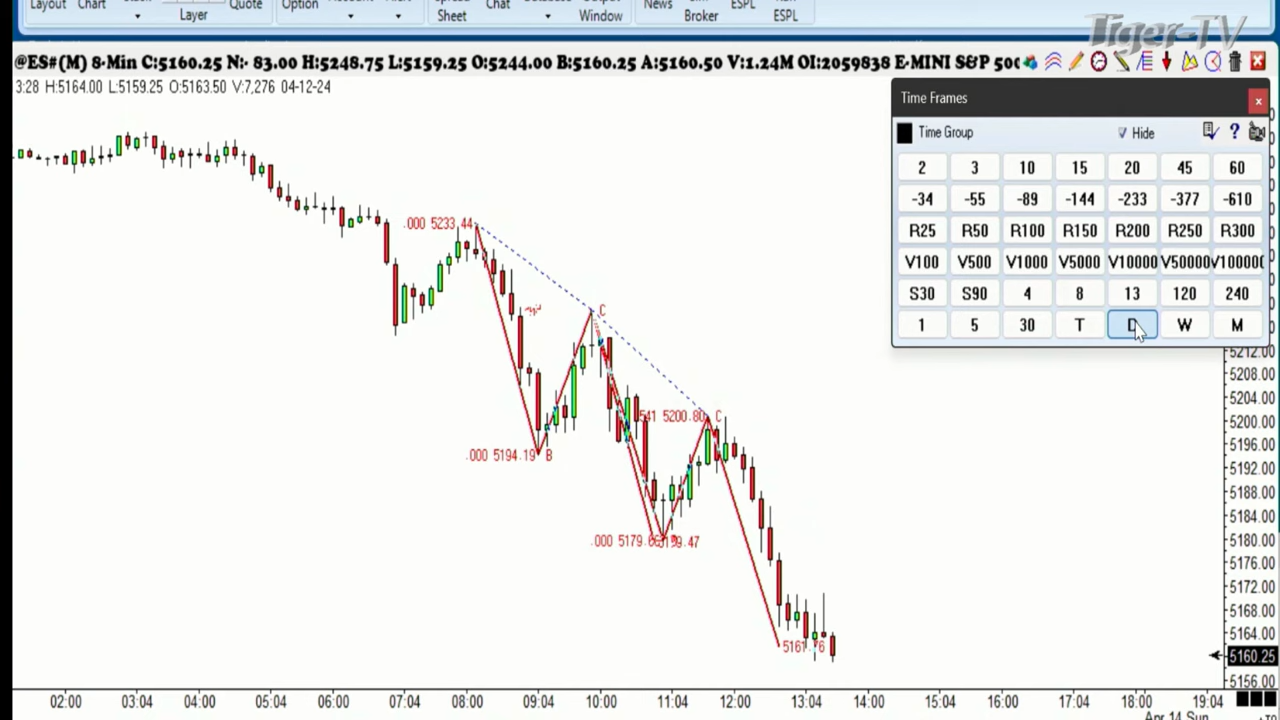 Layout Chart Layer Quote Option Spread Sheet Chat Output Window News Broker ESPL ESPL
Tiger-TV
@ES#(M) 8-Min C:5160.25 N:- 83.00 H:5248.75 L:5159.25 O:5244.00 B:5160.25 A:5160.50 V:1.24M OI:2059838 E-MINI S&P 500
3:28 H:5164.00 L:5159.25 O:5163.50 V:7,276 04-12-24
Time Frames
Time Group Hide
2 3 10 15 20 45 60
-34 -55 -89 -144 -233 -377 -610
R25 R50 R100 R150 R200 R250 R300
V100 V500 V1000 V5000 V10000 V50000
S30 S90 4 8 13 120 240
1 5 30 T D W M
.000 5233.44
C
541 5200.80 C
.000 5194.19 B
.000
5161.76
5212.00
5208.00
5204.00
5200.00
5196.00
5192.00
5188.00
5184.00
5180.00
5176.00
5172.00
5168.00
5164.00
5160.25
5156.00
02:00 03:04 04:00 05:04 06:00 07:04 08:00 09:04 10:00 11:04 12:00 13:04 14:00 15:04 16:00 17:04 18:00 19:04
Apr 14 Sun